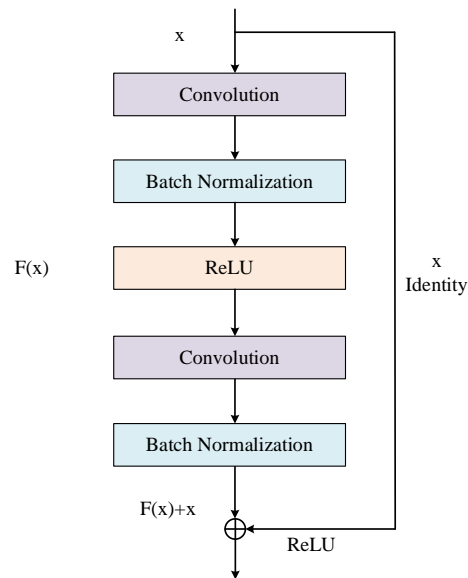 x
Convolution
Batch Normalization
F(x)
ReLU
x
Identity
Convolution
Batch Normalization
F(x)+x
ReLU